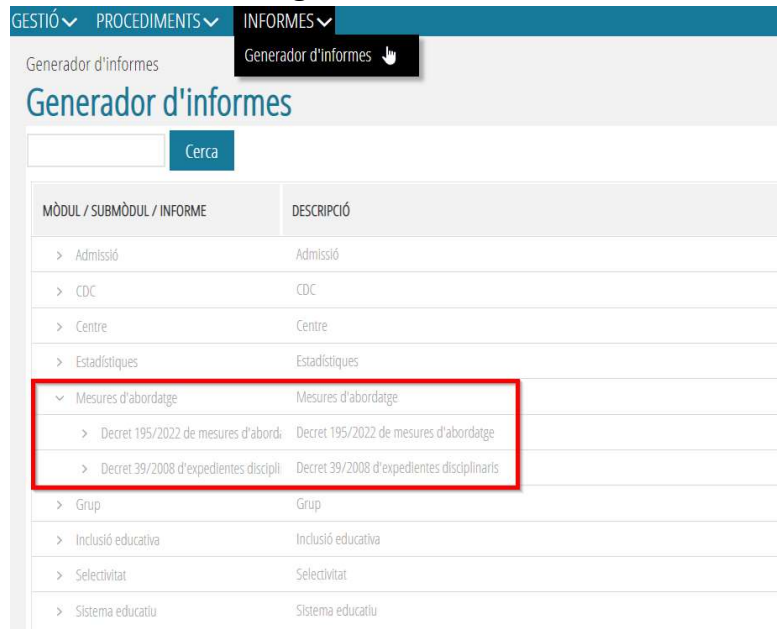 GESTIÓ PROCEDIMENTS INFORMES
Generador d'informes
Generador d'informes
Generador d'informes
Cerca
MÒDUL / SUBMÒDUL / INFORME DESCRIPCIÓ
Admissió Admissió
CDC CDC
Centre Centre
Estadístiques Estadístiques
Mesures d'abordatge Mesures d'abordatge
Decret 195/2022 de mesures d'aborda Decret 195/2022 de mesures d'abordatge
Decret 39/2008 d'expedientes discipli Decret 39/2008 d'expedientes disciplinaris
Grup Grup
Inclusió educativa Inclusió educativa
Selectivitat Selectivitat
Sistema educatiu Sistema educatiu